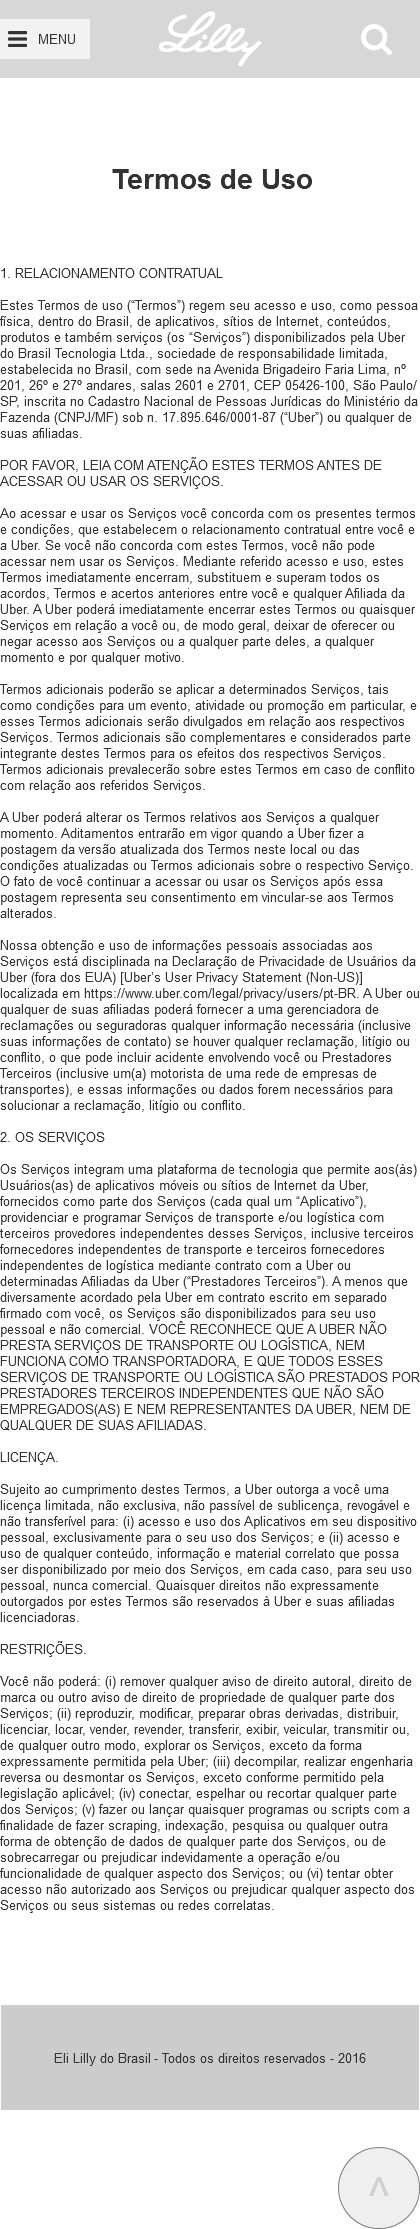 MENU
Lilly
Termos de Uso
1. RELACIONAMENTO CONTRATUAL
Estes Termos de uso (“Termos”) regem seu acesso e uso, como pessoa
física, dentro do Brasil, de aplicativos, sítios de Internet, conteúdos,
produtos e também serviços (os “Serviços”) disponibilizados pela Uber
do Brasil Tecnologia Ltda., sociedade de responsabilidade limitada,
estabelecida no Brasil, com sede na Avenida Brigadeiro Faria Lima, nº
201, 26º e 27º andares, salas 2601 e 2701, CEP 05426-100, São Paulo/
SP, inscrita no Cadastro Nacional de Pessoas Jurídicas do Ministério da
Fazenda (CNPJ/MF) sob n. 17.895.646/0001-87 (“Uber”) ou qualquer de
suas afiliadas.
POR FAVOR, LEIA COM ATENÇÃO ESTES TERMOS ANTES DE
ACESSAR OU USAR OS SERVIÇOS.
Ao acessar e usar os Serviços você concorda com os presentes termos
e condições, que estabelecem o relacionamento contratual entre você e
a Uber. Se você não concorda com estes Termos, você não pode
acessar nem usar os Serviços. Mediante referido acesso e uso, estes
Termos imediatamente encerram, substituem e superam todos os
acordos, Termos e acertos anteriores entre você e qualquer Afiliada da
Uber. A Uber poderá imediatamente encerrar estes Termos ou quaisquer
Serviços em relação a você ou, de modo geral, deixar de oferecer ou
negar acesso aos Serviços ou a qualquer parte deles, a qualquer
momento e por qualquer motivo.
Termos adicionais poderão se aplicar a determinados Serviços, tais
como condições para um evento, atividade ou promoção em particular, e
esses Termos adicionais serão divulgados em relação aos respectivos
Serviços. Termos adicionais são complementares e considerados parte
integrante destes Termos para os efeitos dos respectivos Serviços.
Termos adicionais prevalecerão sobre estes Termos em caso de conflito
com relação aos referidos Serviços.
A Uber poderá alterar os Termos relativos aos Serviços a qualquer
momento. Aditamentos entrarão em vigor quando a Uber fizer a
postagem da versão atualizada dos Termos neste local ou das
condições atualizadas ou Termos adicionais sobre o respectivo Serviço.
O fato de você continuar a acessar ou usar os Serviços após essa
postagem representa seu consentimento em vincular-se aos Termos
alterados.
Nossa obtenção e uso de informações pessoais associadas aos
Serviços está disciplinada na Declaração de Privacidade de Usuários da
Uber (fora dos EUA) [Uber’s User Privacy Statement (Non-US)]
localizada em https://www.uber.com/legal/privacy/users/pt-BR. A Uber ou
qualquer de suas afiliadas poderá fornecer a uma gerenciadora de
reclamações ou seguradoras qualquer informação necessária (inclusive
suas informações de contato) se houver qualquer reclamação, litígio ou
conflito, o que pode incluir acidente envolvendo você ou Prestadores
Terceiros (inclusive um(a) motorista de uma rede de empresas de
transportes), e essas informações ou dados forem necessários para
solucionar a reclamação, litígio ou conflito.
2. OS SERVIÇOS
Os Serviços integram uma plataforma de tecnologia que permite aos(às)
Usuários(as) de aplicativos móveis ou sítios de Internet da Uber,
fornecidos como parte dos Serviços (cada qual um “Aplicativo”),
providenciar e programar Serviços de transporte e/ou logística com
terceiros provedores independentes desses Serviços, inclusive terceiros
fornecedores independentes de transporte e terceiros fornecedores
independentes de logística mediante contrato com a Uber ou
determinadas Afiliadas da Uber (“Prestadores Terceiros”). A menos que
diversamente acordado pela Uber em contrato escrito em separado
firmado com você, os Serviços são disponibilizados para seu uso
pessoal e não comercial. VOCÊ RECONHECE QUE A UBER NÃO
PRESTA SERVIÇOS DE TRANSPORTE OU LOGÍSTICA, NEM
FUNCIONA COMO TRANSPORTADORA, E QUE TODOS ESSES
SERVIÇOS DE TRANSPORTE OU LOGÍSTICA SÃO PRESTADOS POR
PRESTADORES TERCEIROS INDEPENDENTES QUE NÃO SÃO
EMPREGADOS(AS) E NEM REPRESENTANTES DA UBER, NEM DE
QUALQUER DE SUAS AFILIADAS.
LICENÇA.
Sujeito ao cumprimento destes Termos, a Uber outorga a você uma
licença limitada, não exclusiva, não passível de sublicença, revogável e
não transferível para: (i) acesso e uso dos Aplicativos em seu dispositivo
pessoal, exclusivamente para o seu uso dos Serviços; e (ii) acesso e
uso de qualquer conteúdo, informação e material correlato que possa
ser disponibilizado por meio dos Serviços, em cada caso, para seu uso
pessoal, nunca comercial. Quaisquer direitos não expressamente
outorgados por estes Termos são reservados à Uber e suas afiliadas
licenciadoras.
RESTRIÇÕES.
Você não poderá: (i) remover qualquer aviso de direito autoral, direito de
marca ou outro aviso de direito de propriedade de qualquer parte dos
Serviços; (ii) reproduzir, modificar, preparar obras derivadas, distribuir,
licenciar, locar, vender, revender, transferir, exibir, veicular, transmitir ou,
de qualquer outro modo, explorar os Serviços, exceto da forma
expressamente permitida pela Uber; (iii) decompilar, realizar engenharia
reversa ou desmontar os Serviços, exceto conforme permitido pela
legislação aplicável; (iv) conectar, espelhar ou recortar qualquer parte
dos Serviços; (v) fazer ou lançar quaisquer programas ou scripts com a
finalidade de fazer scraping, indexação, pesquisa ou qualquer outra
forma de obtenção de dados de qualquer parte dos Serviços, ou de
sobrecarregar ou prejudicar indevidamente a operação e/ou
funcionalidade de qualquer aspecto dos Serviços; ou (vi) tentar obter
acesso não autorizado aos Serviços ou prejudicar qualquer aspecto dos
Serviços ou seus sistemas ou redes correlatas.
Eli Lilly do Brasil - Todos os direitos reservados - 2016